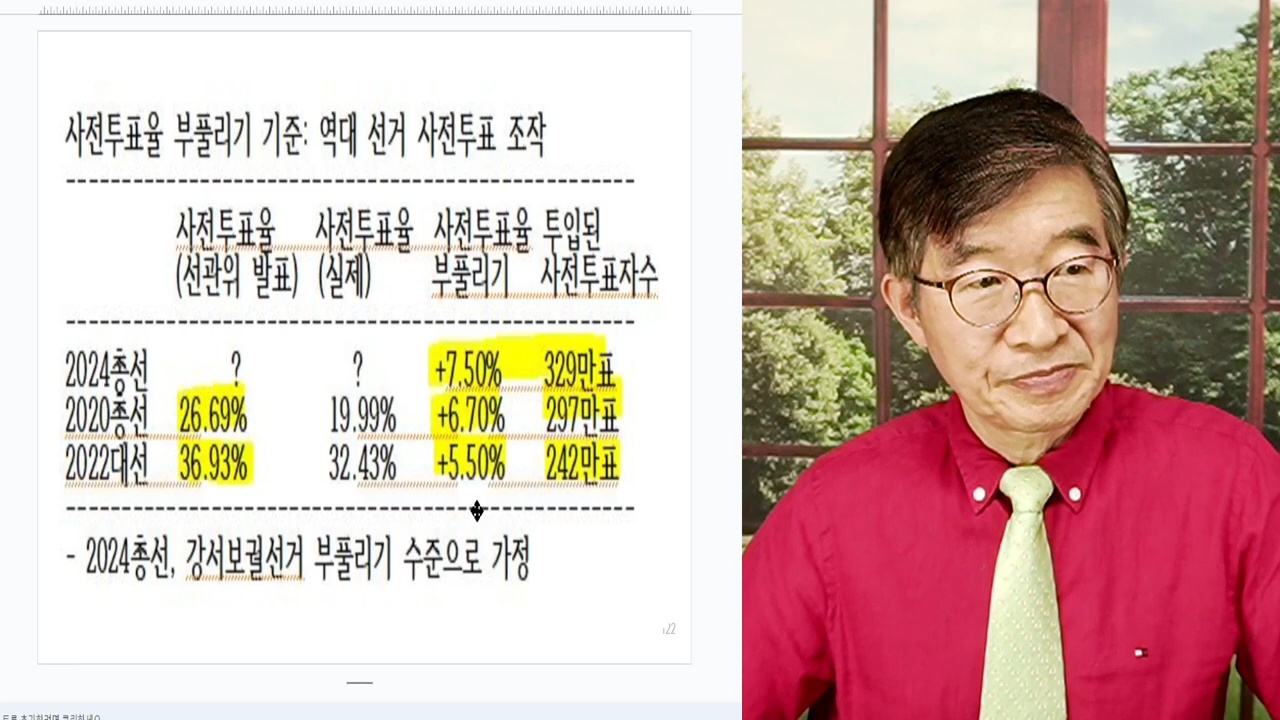 사전투표율 부풀리기 기준: 역대 선거 사전투표 조작
사전투표율 사전투표율 사전투표율 투입된
(선관위 발표) (실제) 부풀리기 사전투표자수
2024총선 ? ? +7.50% 329만표
2020총선 26.69% 19.99% +6.70% 297만표
2022대선 36.93% 32.43% +5.50% 242만표
- 2024총선, 강서보궐선거 부풀리기 수준으로 가정